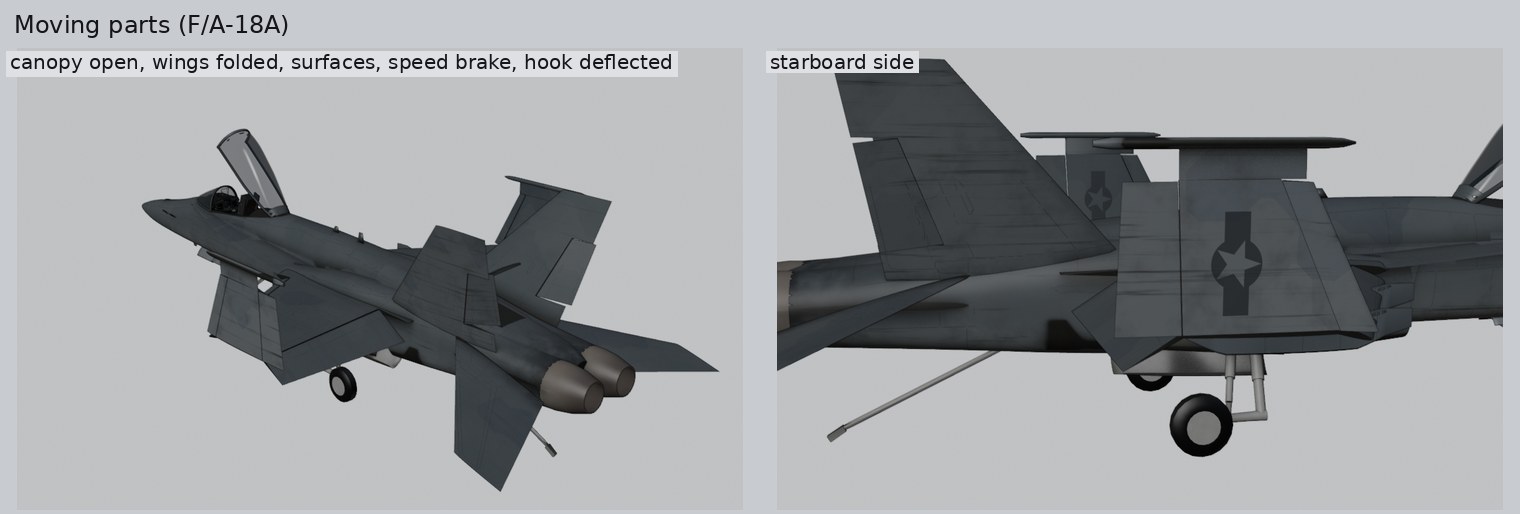 Moving parts (F/A-18A)
canopy open, wings folded, surfaces, speed brake, hook deflected
starboard side